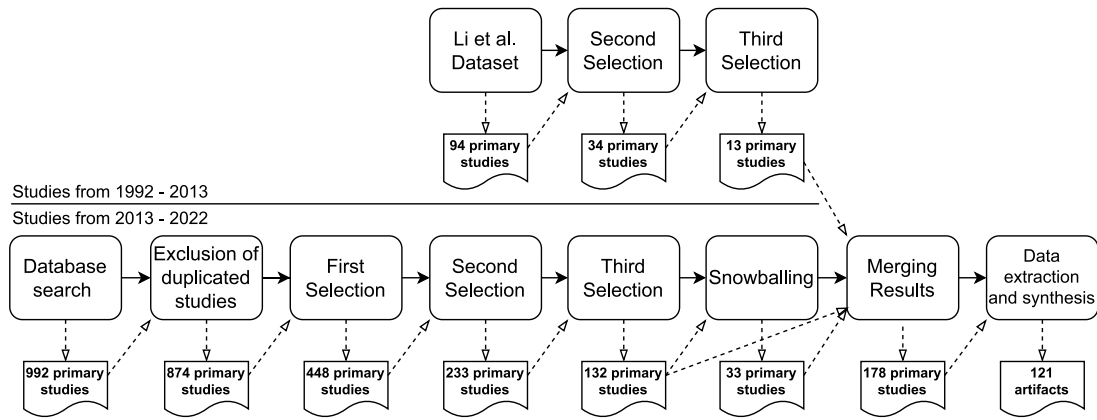 Li et al.
Dataset
Second
Selection
Third
Selection
94 primary
studies
34 primary
studies
13 primary
studies
Studies from 1992 - 2013
Studies from 2013 - 2022
Database
search
Exclusion of
duplicated
studies
First
Selection
Second
Selection
Third
Selection
Snowballing
Merging
Results
Data
extraction
and synthesis
992 primary
studies
874 primary
studies
448 primary
studies
233 primary
studies
132 primary
studies
33 primary
studies
178 primary
studies
121
artifacts